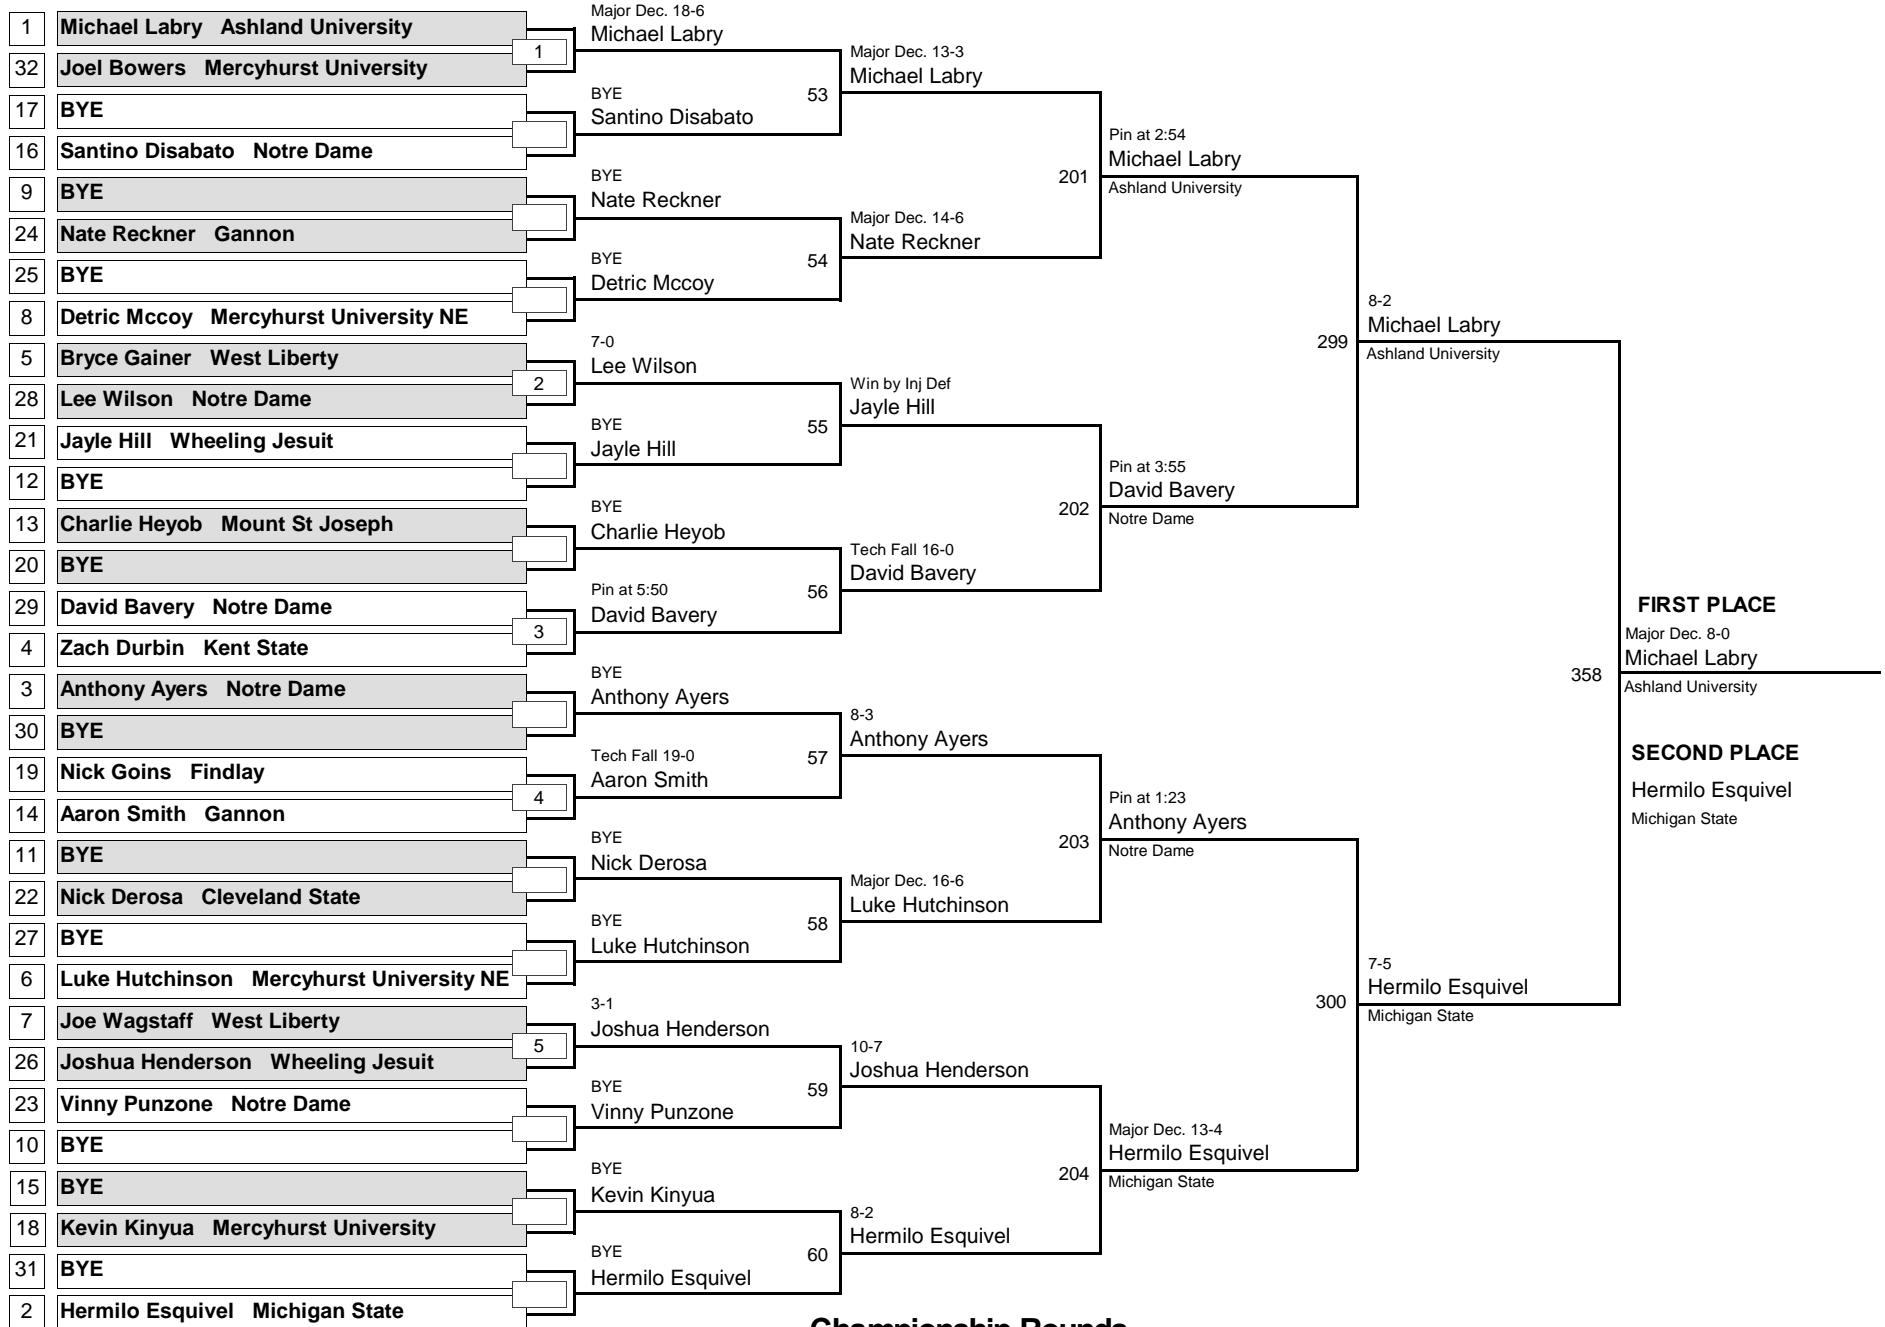 1 Michael Labry Ashland University
32 Joel Bowers Mercyhurst University
17 BYE
16 Santino Disabato Notre Dame
9 BYE
24 Nate Reckner Gannon
25 BYE
8 Detric Mccoy Mercyhurst University NE
5 Bryce Gainer West Liberty
28 Lee Wilson Notre Dame
21 Jayle Hill Wheeling Jesuit
12 BYE
13 Charlie Heyob Mount St Joseph
20 BYE
29 David Bavery Notre Dame
4 Zach Durbin Kent State
3 Anthony Ayers Notre Dame
30 BYE
19 Nick Goins Findlay
14 Aaron Smith Gannon
11 BYE
22 Nick Derosa Cleveland State
27 BYE
6 Luke Hutchinson Mercyhurst University NE
7 Joe Wagstaff West Liberty
26 Joshua Henderson Wheeling Jesuit
23 Vinny Punzone Notre Dame
10 BYE
15 BYE
18 Kevin Kinyua Mercyhurst University
31 BYE
2 Hermilo Esquivel Michigan State
1
2
3
4
5
Major Dec. 18-6
Michael Labry
BYE
Santino Disabato
BYE
Nate Reckner
BYE
Detric Mccoy
7-0
Lee Wilson
BYE
Jayle Hill
BYE
Charlie Heyob
Pin at 5:50
David Bavery
BYE
Anthony Ayers
Tech Fall 19-0
Aaron Smith
BYE
Nick Derosa
BYE
Luke Hutchinson
3-1
Joshua Henderson
BYE
Vinny Punzone
BYE
Kevin Kinyua
BYE
Hermilo Esquivel
53
54
55
56
57
58
59
60
Major Dec. 13-3
Michael Labry
Major Dec. 14-6
Nate Reckner
Win by Inj Def
Jayle Hill
Tech Fall 16-0
David Bavery
8-3
Anthony Ayers
Major Dec. 16-6
Luke Hutchinson
10-7
Joshua Henderson
8-2
Hermilo Esquivel
201
202
203
204
Pin at 2:54
Michael Labry
Ashland University
Pin at 3:55
David Bavery
Notre Dame
Pin at 1:23
Anthony Ayers
Notre Dame
Major Dec. 13-4
Hermilo Esquivel
Michigan State
299
300
8-2
Michael Labry
Ashland University
7-5
Hermilo Esquivel
Michigan State
358
FIRST PLACE
Major Dec. 8-0
Michael Labry
Ashland University
SECOND PLACE
Hermilo Esquivel
Michigan State
Championship Rounds